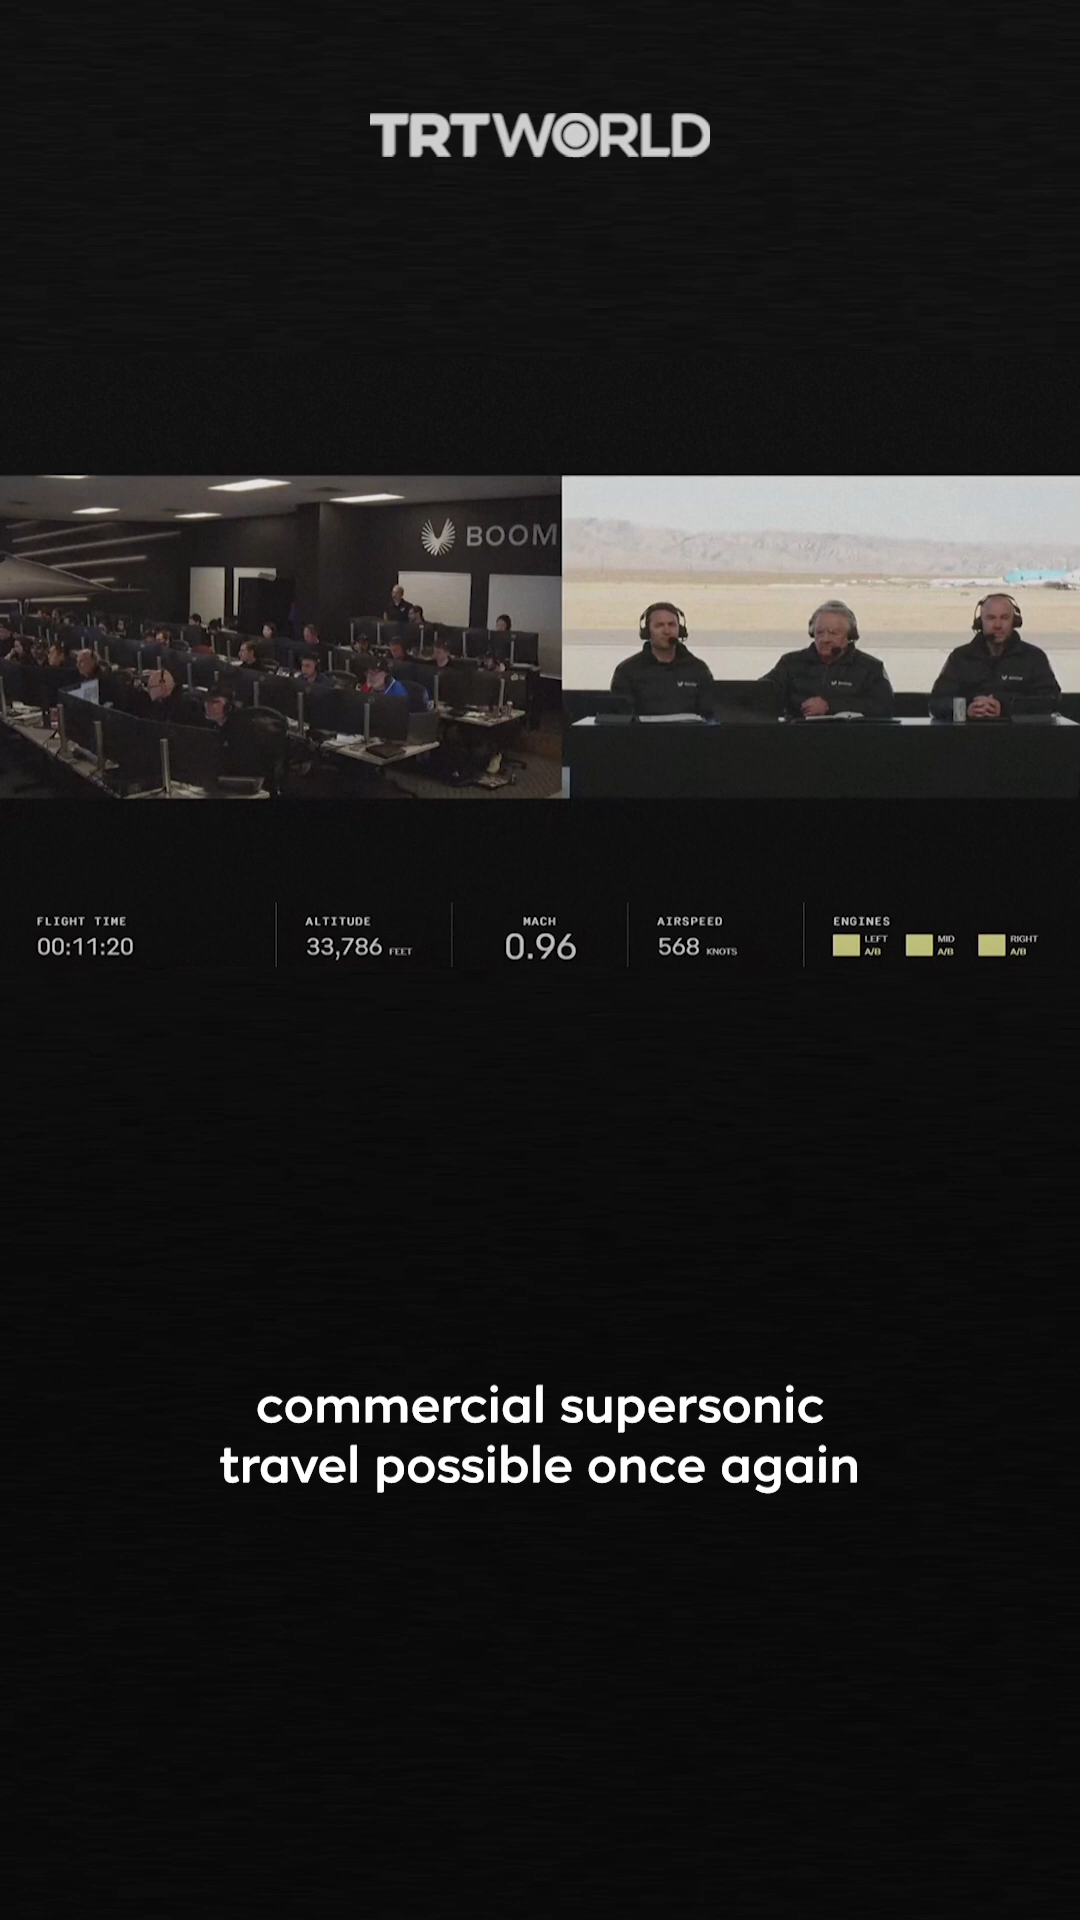 TRTWORLD
BOOM
FLIGHT TIME
00:11:20
ALTITUDE
33,786 FEET
MACH
0.96
AIRSPEED
568 KNOTS
ENGINES
LEFT A/B
MID A/B
RIGHT A/B
commercial supersonic
travel possible once again